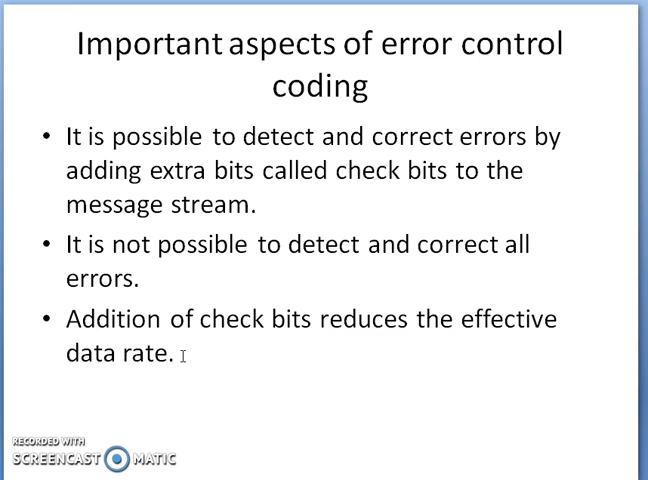 Important aspects of error control
coding
• It is possible to detect and correct errors by
adding extra bits called check bits to the
message stream.
• It is not possible to detect and correct all
errors.
• Addition of check bits reduces the effective
data rate.
RECORDED WITH
SCREENCAST MATIC